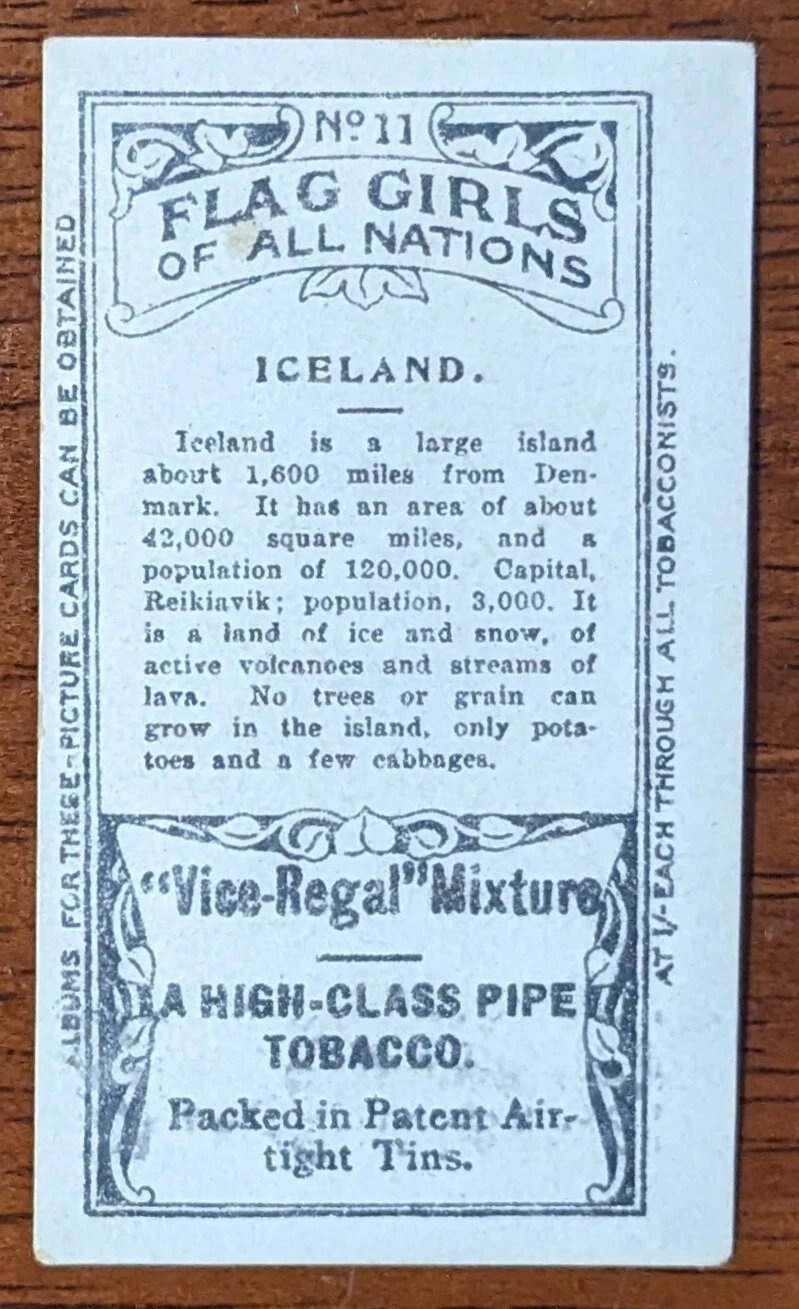 Nº 11
FLAG GIRLS
OF ALL NATIONS
ICELAND.
Iceland is a large island
about 1,600 miles from Den-
mark. It has an area of about
42,000 square miles, and a
population of 120,000. Capital,
Reikiavik; population, 3,000. It
is a land of ice and snow, of
active volcanoes and streams of
lava. No trees or grain can
grow in the island, only pota-
toes and a few cabbages.
"Vice-Regal" Mixture
A HIGH-CLASS PIPE
TOBACCO.
Packed in Patent Air-
tight Tins.
ALBUMS FOR THESE PICTURE CARDS CAN BE OBTAINED
AT 1/- EACH THROUGH ALL TOBACCONISTS.